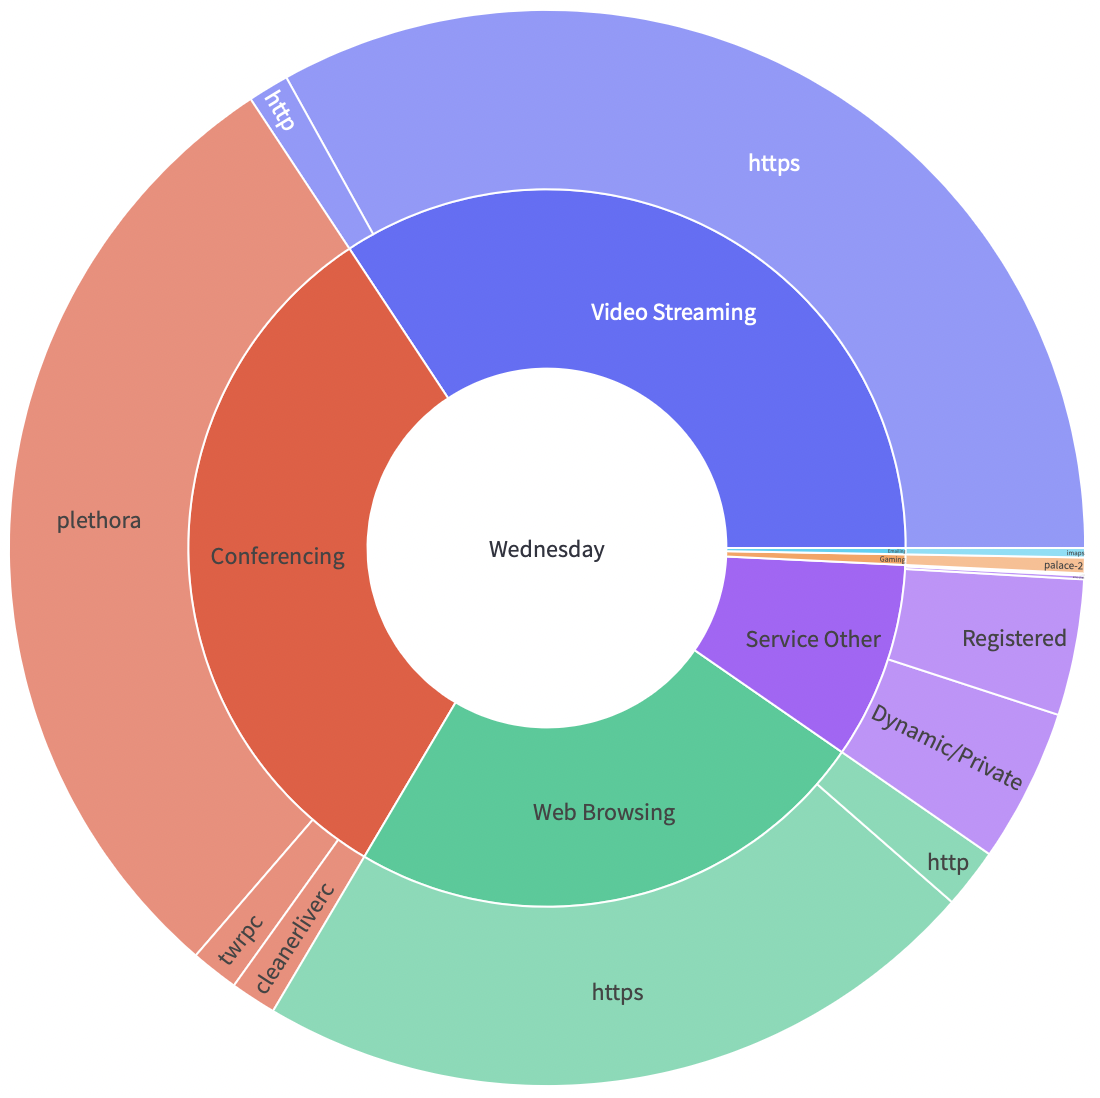 http
https
Video Streaming
plethora
Conferencing
Wednesday
imaps
Gaming
palace-2
Service Other
Registered
Dynamic/Private
Web Browsing
http
twrpc
cleanerliverc
https